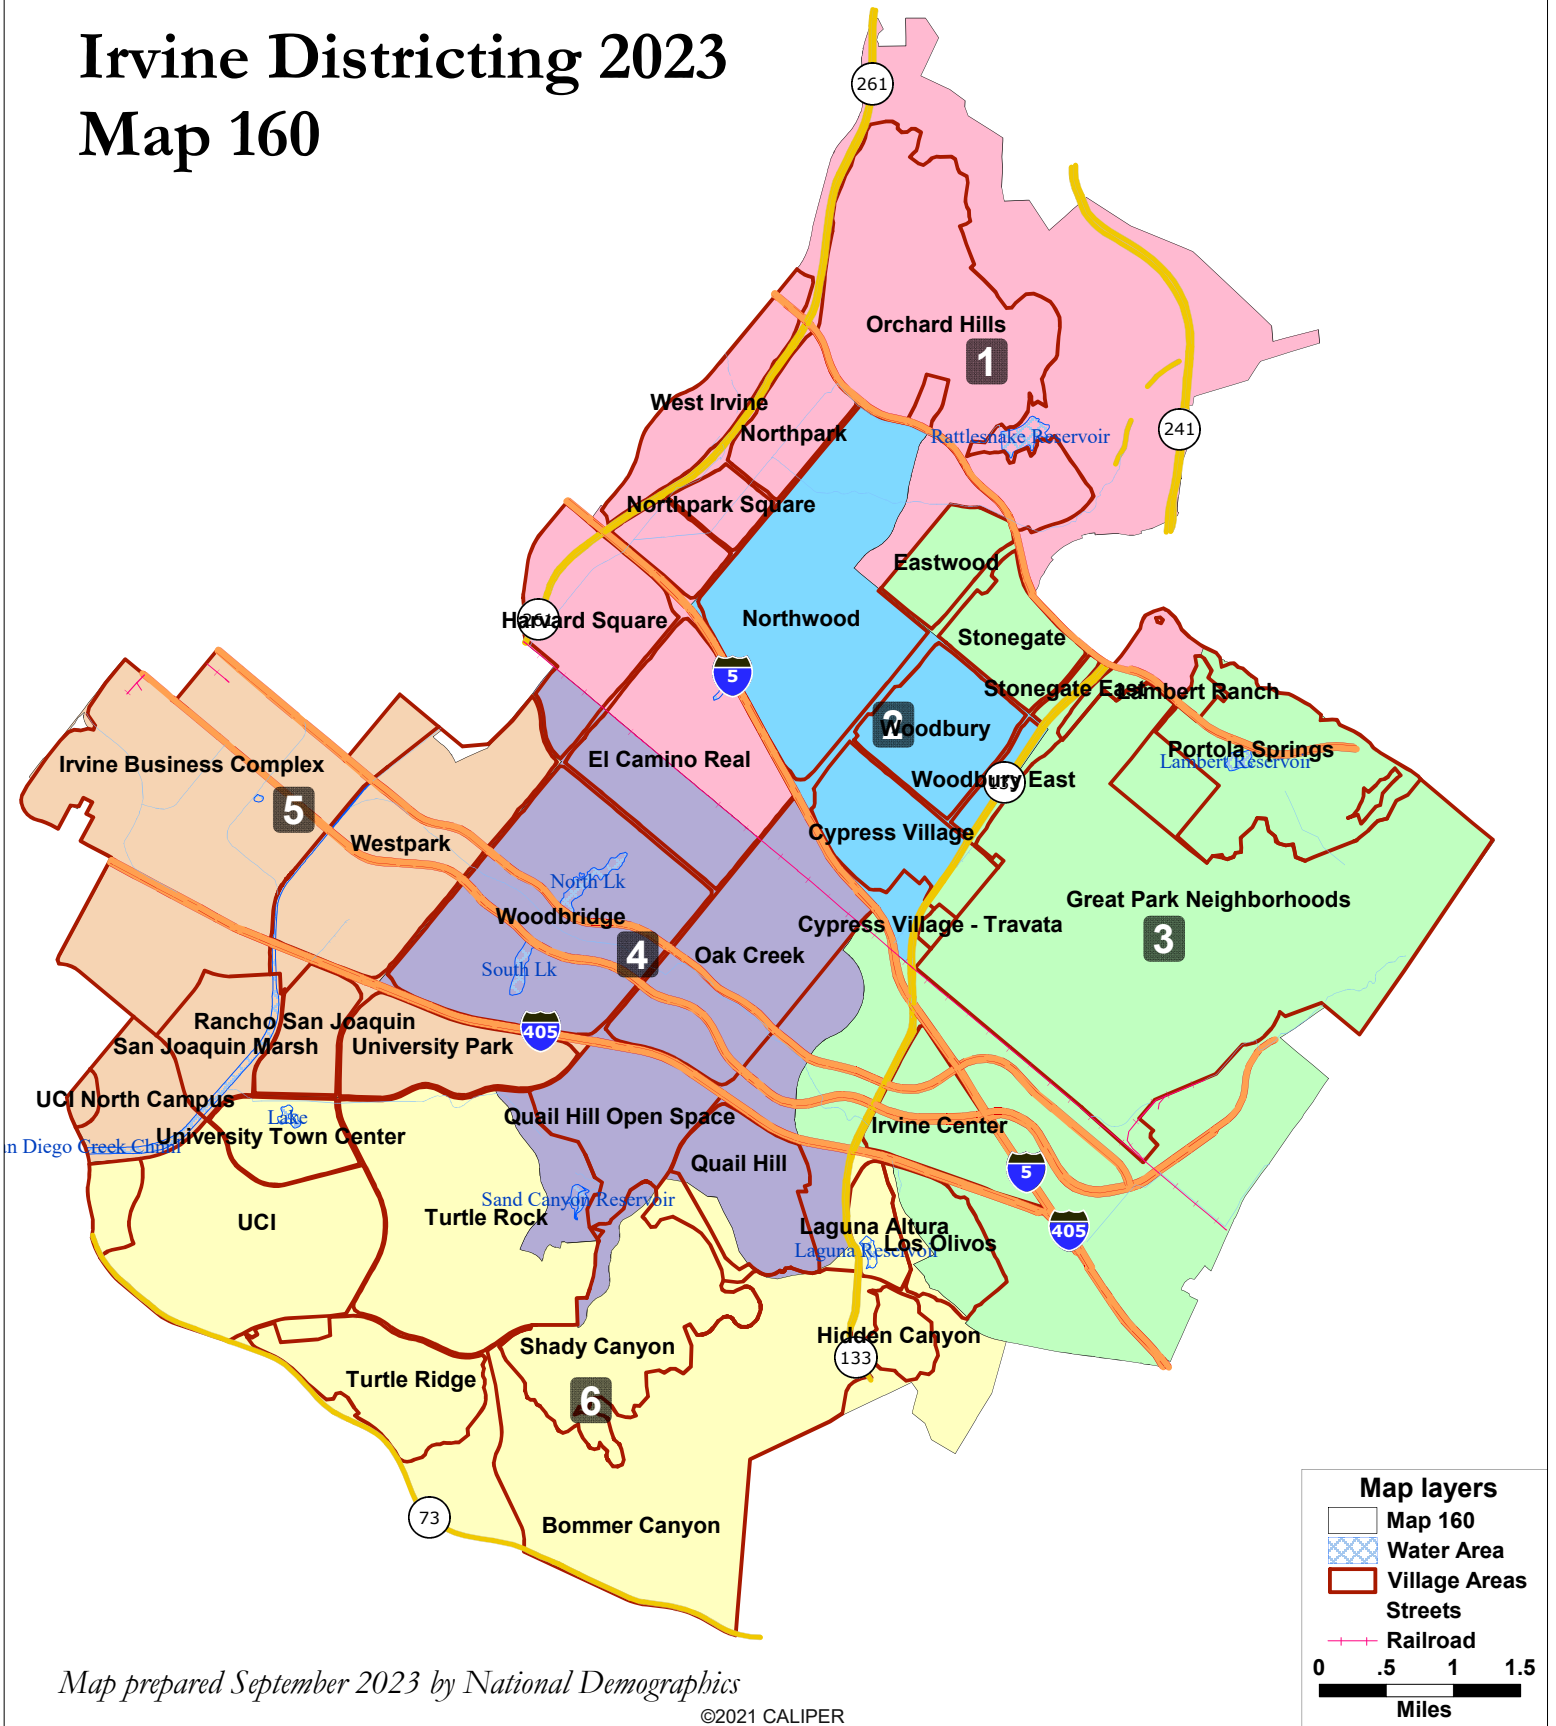 Irvine Districting 2023
Map 160
261
Orchard Hills
1
West Irvine
241
Northpark
Rattlesnake Reservoir
Northpark Square
Eastwood
Harvard Square
Northwood
Stonegate
5
Stonegate East
Lambert Ranch
2
Woodbury
Portola Springs
Lambert Reservoir
El Camino Real
Irvine Business Complex
Woodbury East
5
Cypress Village
Westpark
North Lk
Great Park Neighborhoods
Woodbridge
Cypress Village - Travata
3
4
Oak Creek
South Lk
Rancho San Joaquin
405
San Joaquin Marsh
University Park
UCI North Campus
Lake
Quail Hill Open Space
Irvine Center
University Town Center
an Diego Creek Chnnl
Quail Hill
5
Sand Canyon Reservoir
UCI
Turtle Rock
Laguna Altura
405
Los Olivos
Laguna Reservoir
Hidden Canyon
Shady Canyon
133
Turtle Ridge
6
73
Bommer Canyon
Map layers
Map 160
Water Area
Village Areas
Streets
Railroad
0 .5 1 1.5
Miles
Map prepared September 2023 by National Demographics
©2021 CALIPER